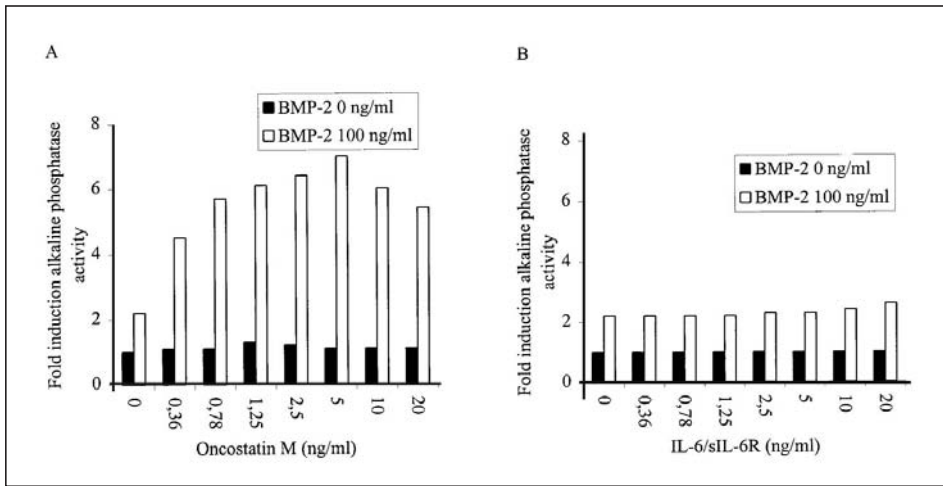 A
BMP-2 0 ng/ml
BMP-2 100 ng/ml
Fold induction alkaline phosphatase
activity
8
6
4
2
0
0
0,36
0,78
1,25
2,5
5
10
20
Oncostatin M (ng/ml)
B
BMP-2 0 ng/ml
BMP-2 100 ng/ml
Fold induction alkaline phosphatase
activity
8
6
4
2
0
0
0,36
0,78
1,25
2,5
5
10
20
IL-6/sIL-6R (ng/ml)